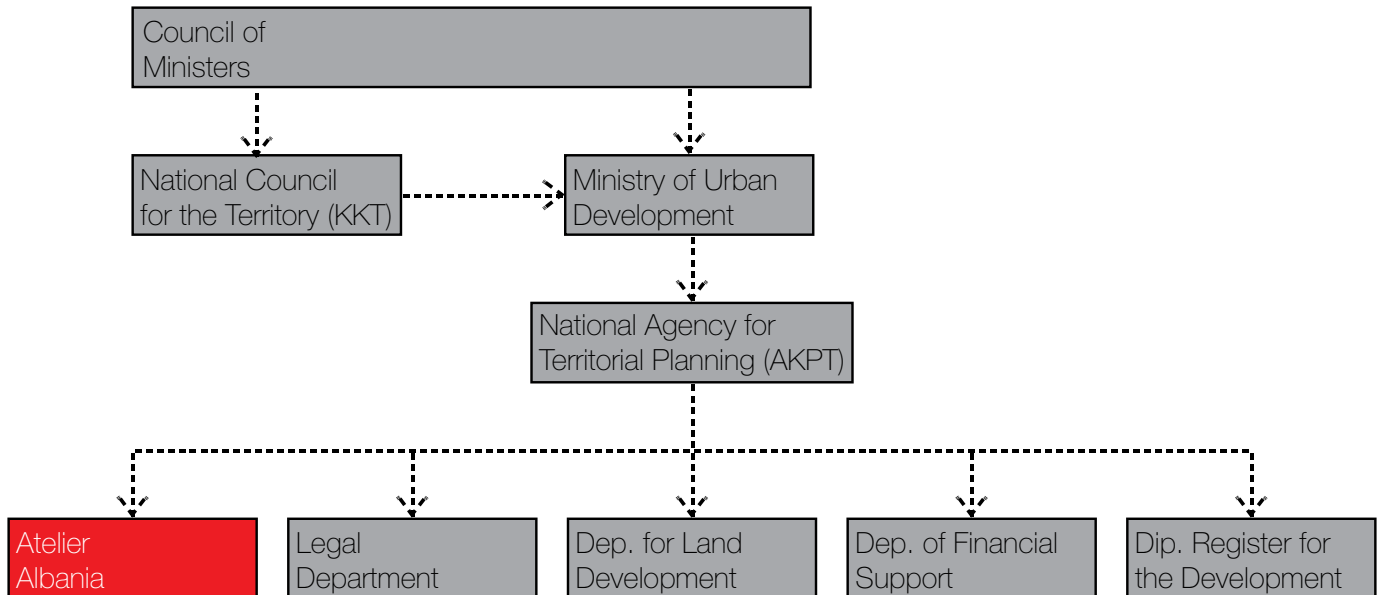 Council of
Ministers
National Council
for the Territory (KKT)
Ministry of Urban
Development
National Agency for
Territorial Planning (AKPT)
Atelier
Albania
Legal
Department
Dep. for Land
Development
Dep. of Financial
Support
Dip. Register for
the Development